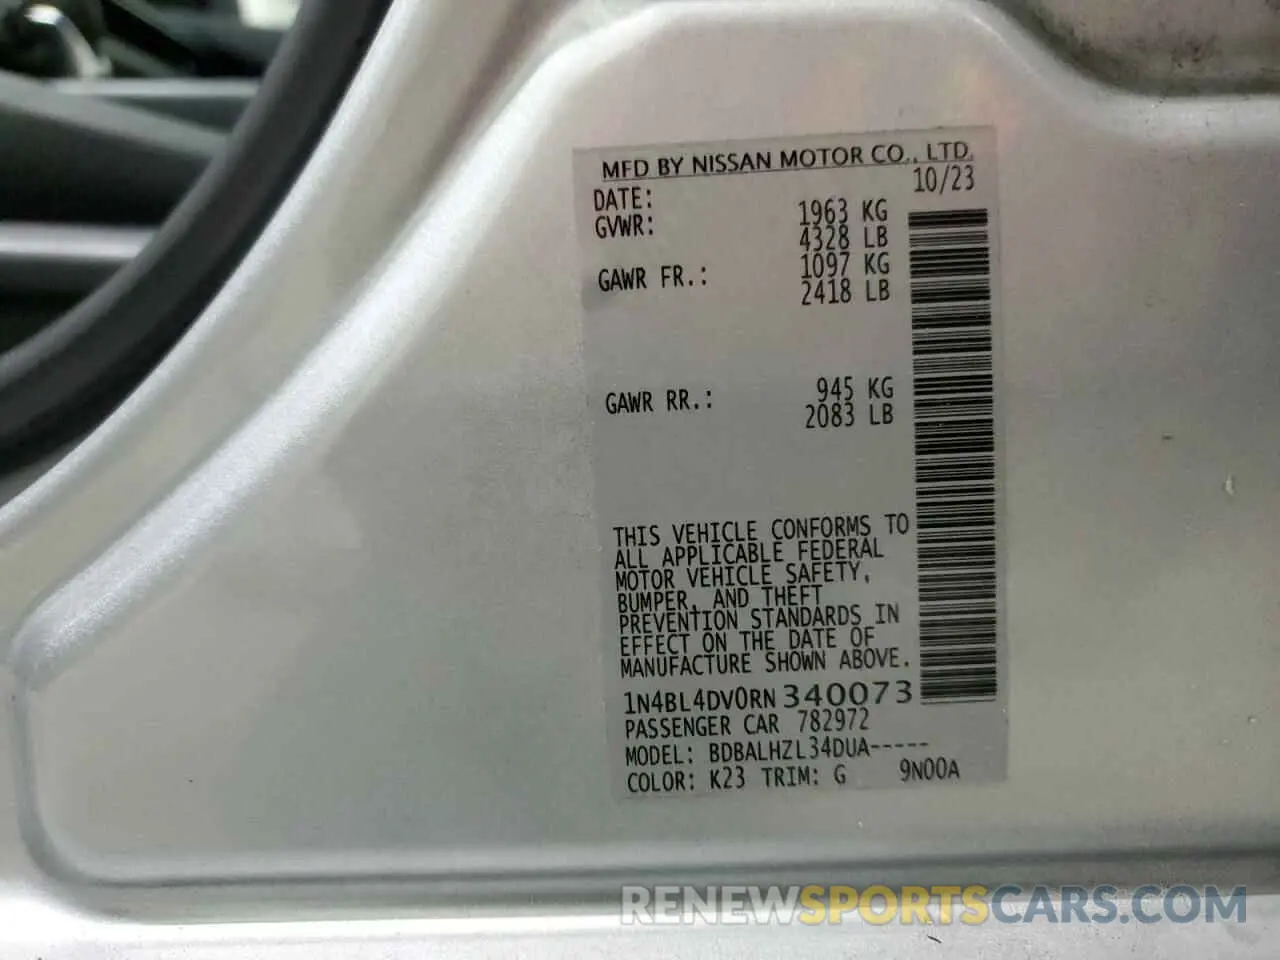 MFD BY NISSAN MOTOR CO., LTD.
DATE: 10/23
GVWR: 1963 KG
4328 LB
GAWR FR.: 1097 KG
2418 LB
GAWR RR.: 945 KG
2083 LB
THIS VEHICLE CONFORMS TO
ALL APPLICABLE FEDERAL
MOTOR VEHICLE SAFETY,
BUMPER, AND THEFT
PREVENTION STANDARDS IN
EFFECT ON THE DATE OF
MANUFACTURE SHOWN ABOVE.
1N4BL4DV0RN340073
PASSENGER CAR 782972
MODEL: BDBALHZL34DUA-----
COLOR: K23 TRIM: G 9N00A
RENEWSPORTSCARS.COM